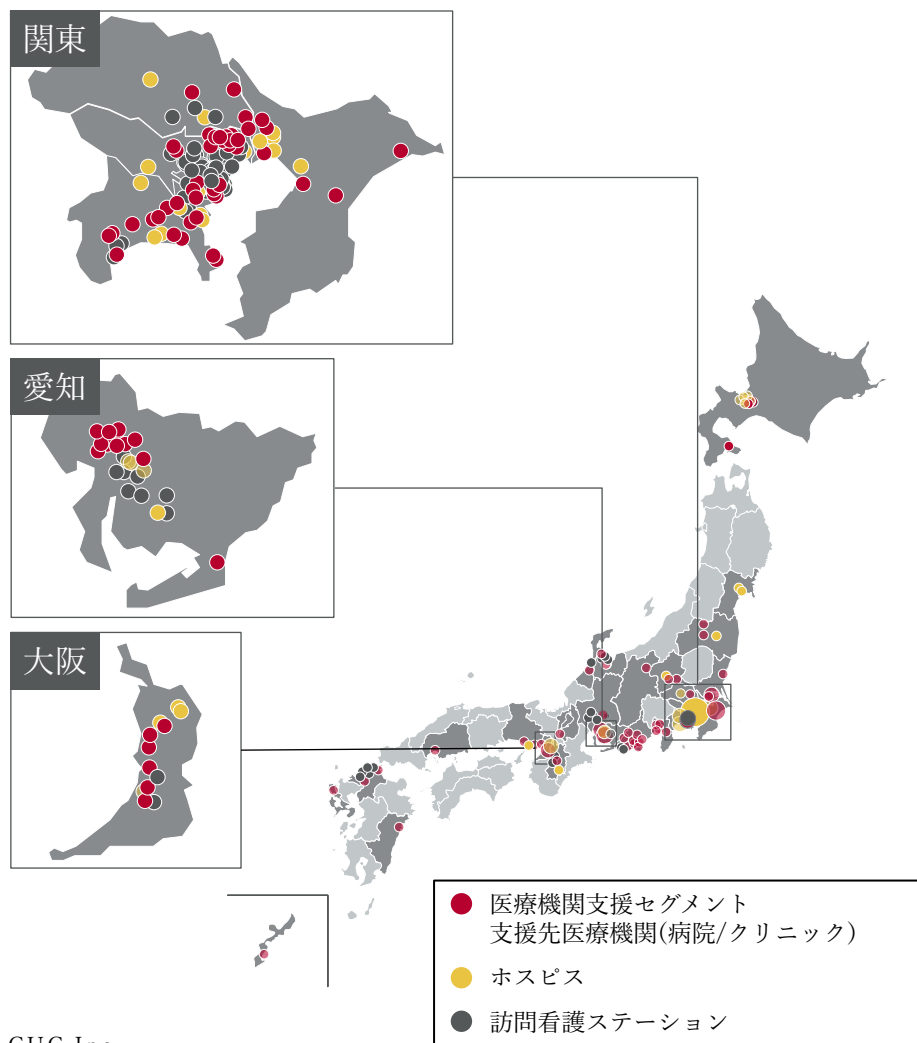 関東
愛知
大阪
医療機関支援セグメント
支援先医療機関(病院/クリニック)
ホスピス
訪問看護ステーション